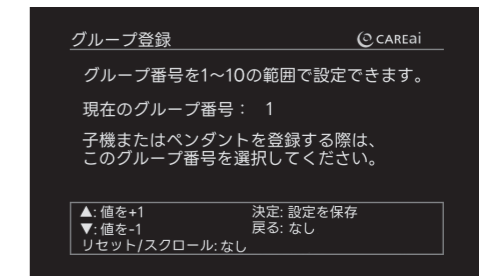 グループ登録
CAREai
グループ番号を1～10の範囲で設定できます。
現在のグループ番号： 1
子機またはペンダントを登録する際は、
このグループ番号を選択してください。
▲: 値を+1 決定: 設定を保存
▼: 値を-1 戻る: なし
リセット/スクロール: なし